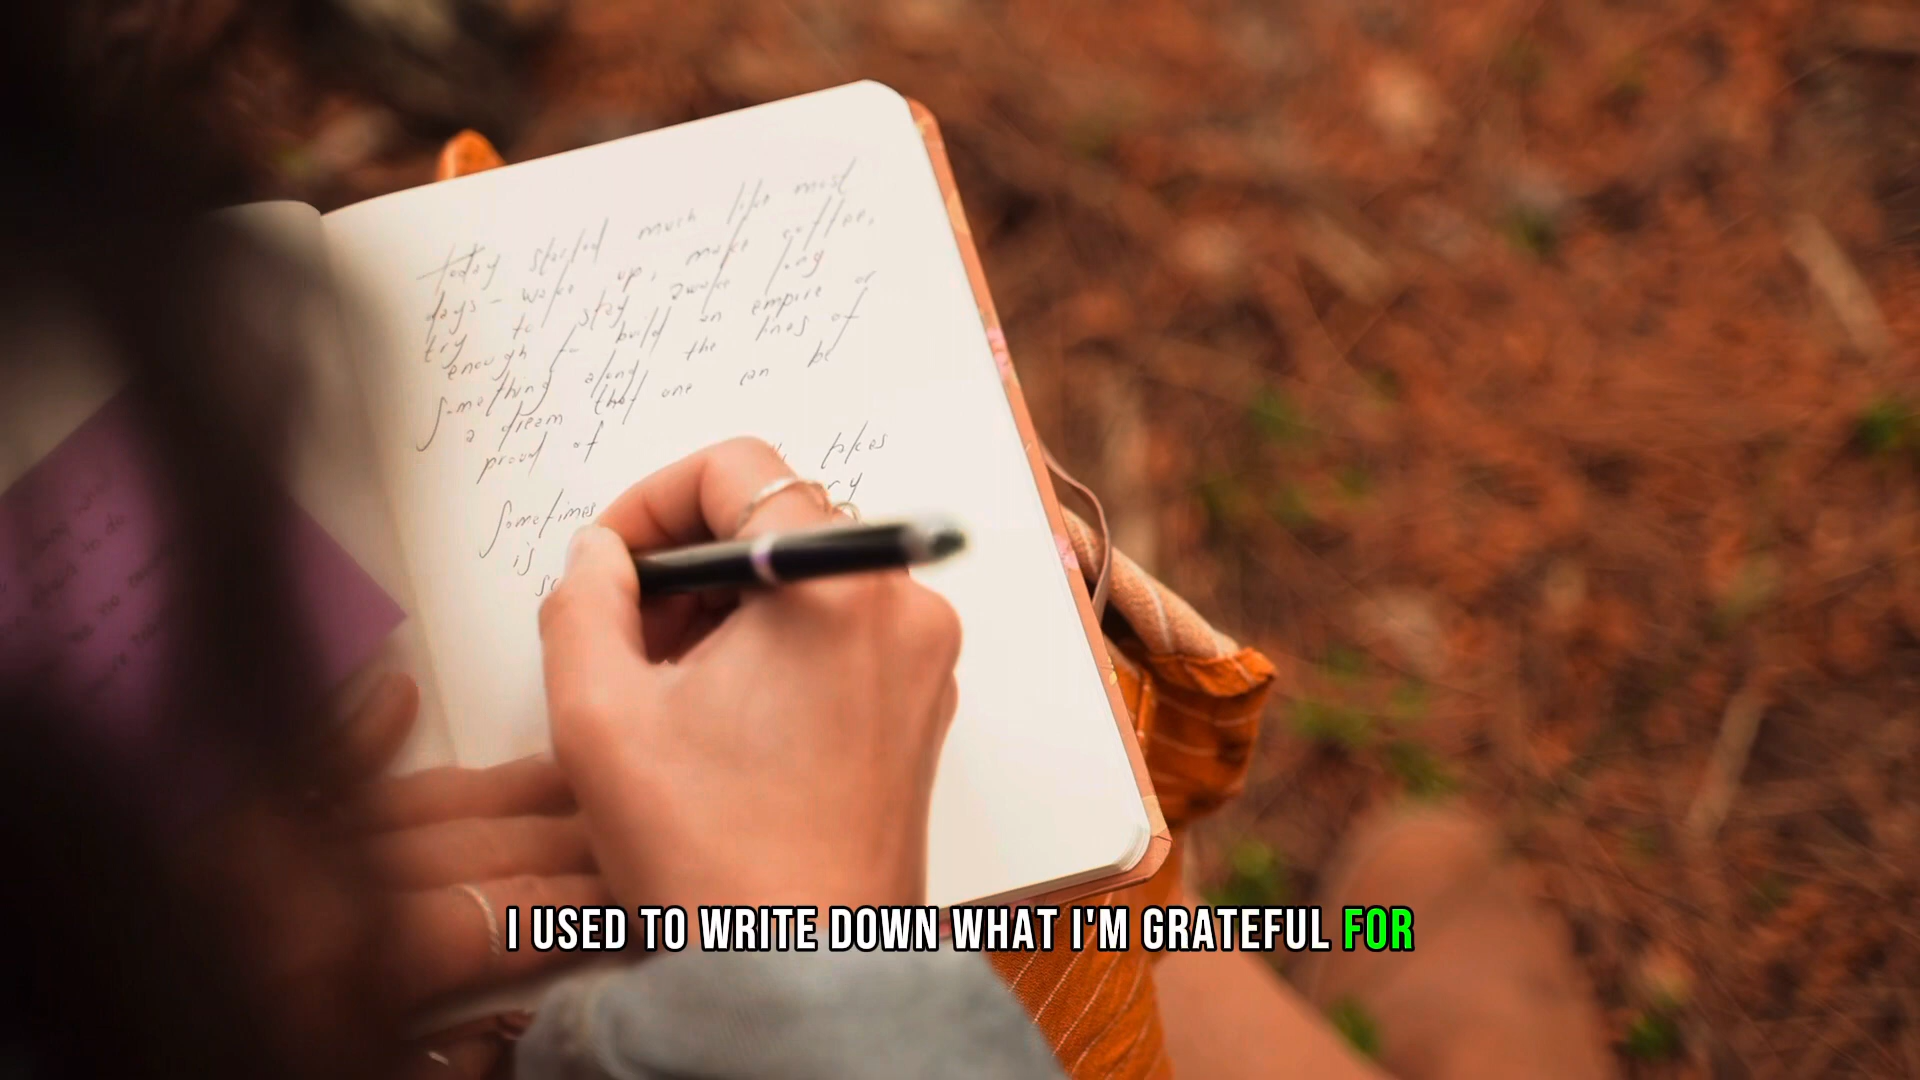 today started much like most
days - wake up, make coffee,
try to stay awake long
enough to build an empire or
something along the lines of
a dream that one can be
proud of
Sometimes takes
is
I USED TO WRITE DOWN WHAT I'M GRATEFUL FOR